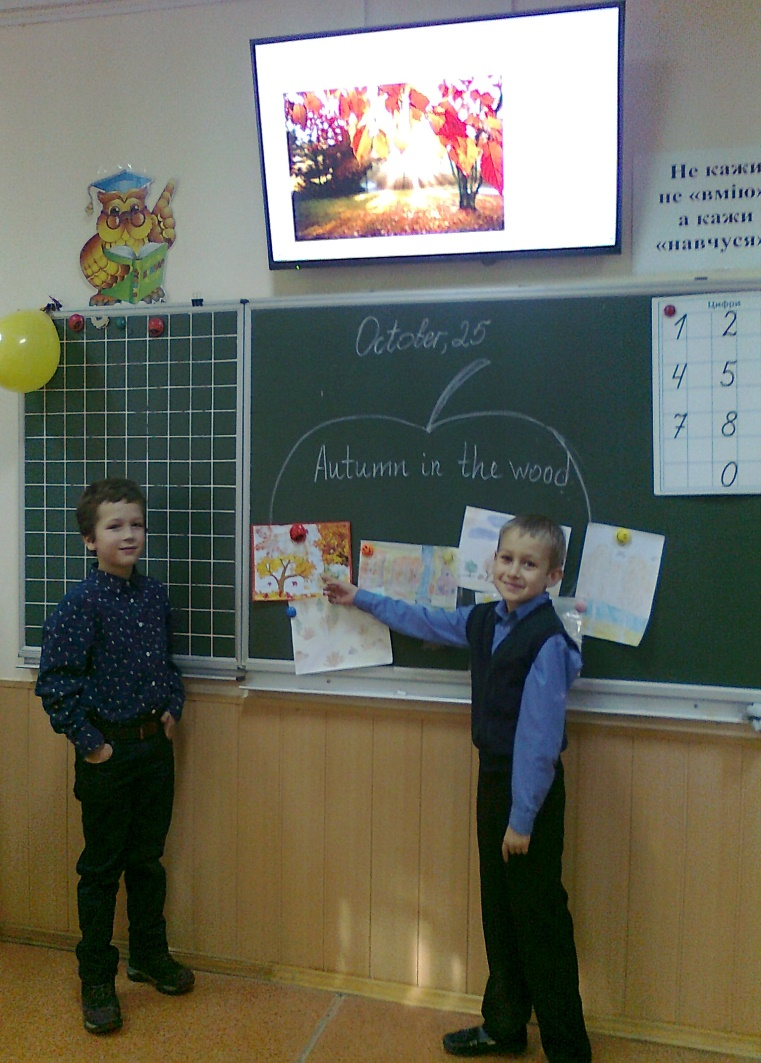 Не кажи
не «вмію»
а кажи
«навчуся»
October, 25
Autumn in the wood
Цифри
1 2
4 5
7 8
0